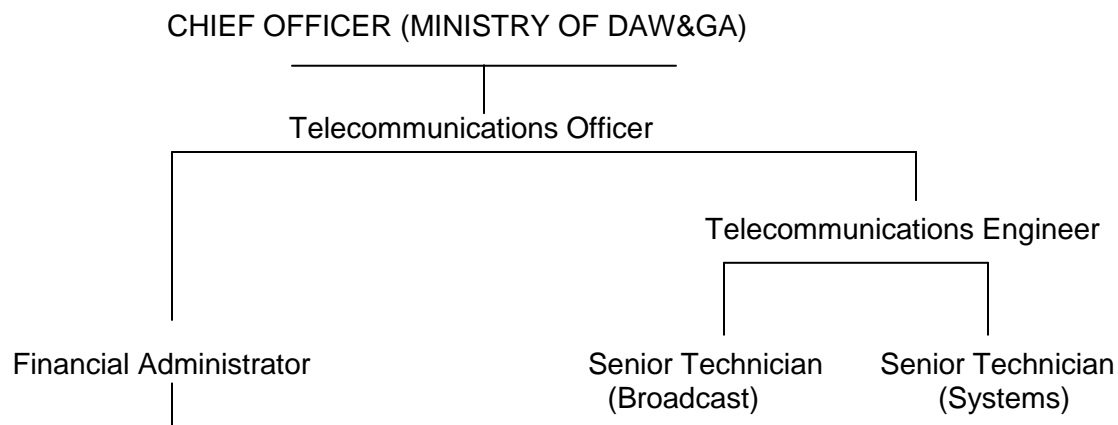 CHIEF OFFICER (MINISTRY OF DAW&GA)
Telecommunications Officer
Telecommunications Engineer
Financial Administrator
Senior Technician
(Broadcast)
Senior Technician
(Systems)